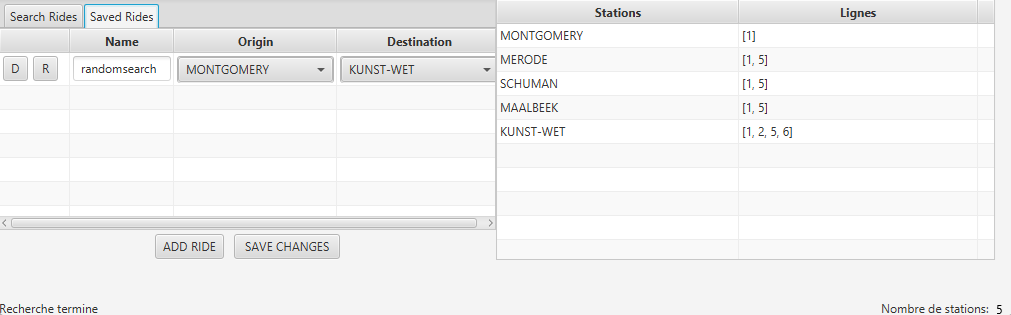 Search Rides Saved Rides
Name Origin Destination
D R randomsearch MONTGOMERY KUNST-WET
ADD RIDE SAVE CHANGES
Stations Lignes
MONTGOMERY [1]
MERODE [1, 5]
SCHUMAN [1, 5]
MAALBEEK [1, 5]
KUNST-WET [1, 2, 5, 6]
Recherche termine Nombre de stations: 5